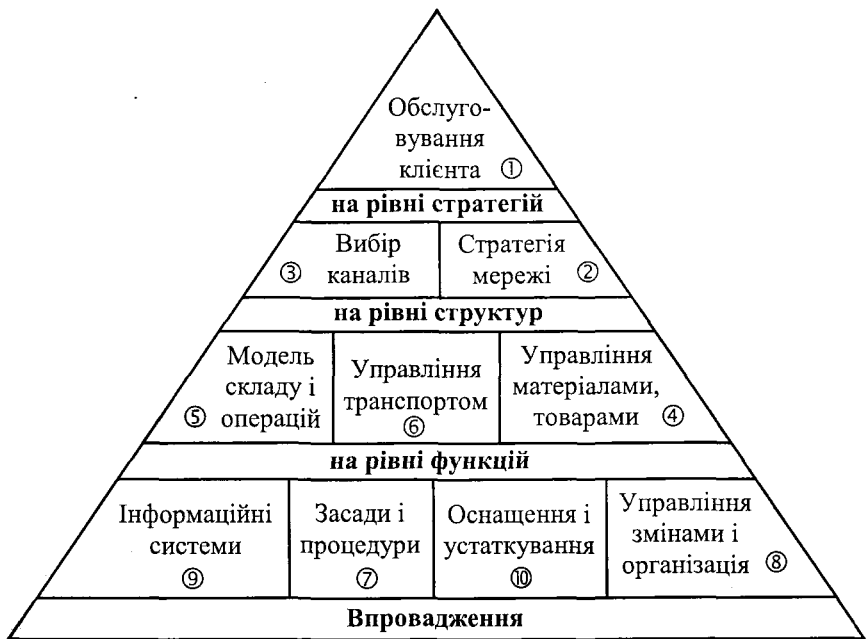 Обслуго-
вування
клієнта ①
на рівні стратегій
③ Вибір
каналів
Стратегія
мережі ②
на рівні структур
Модель
складу і
⑤ операцій
Управління
транспортом
⑥
Управління
матеріалами,
товарами ④
на рівні функцій
Інформаційні
системи
⑨
Засади і
процедури
⑦
Оснащення і
устаткування
⑩
Управління
змінами і
організація ⑧
Впровадження